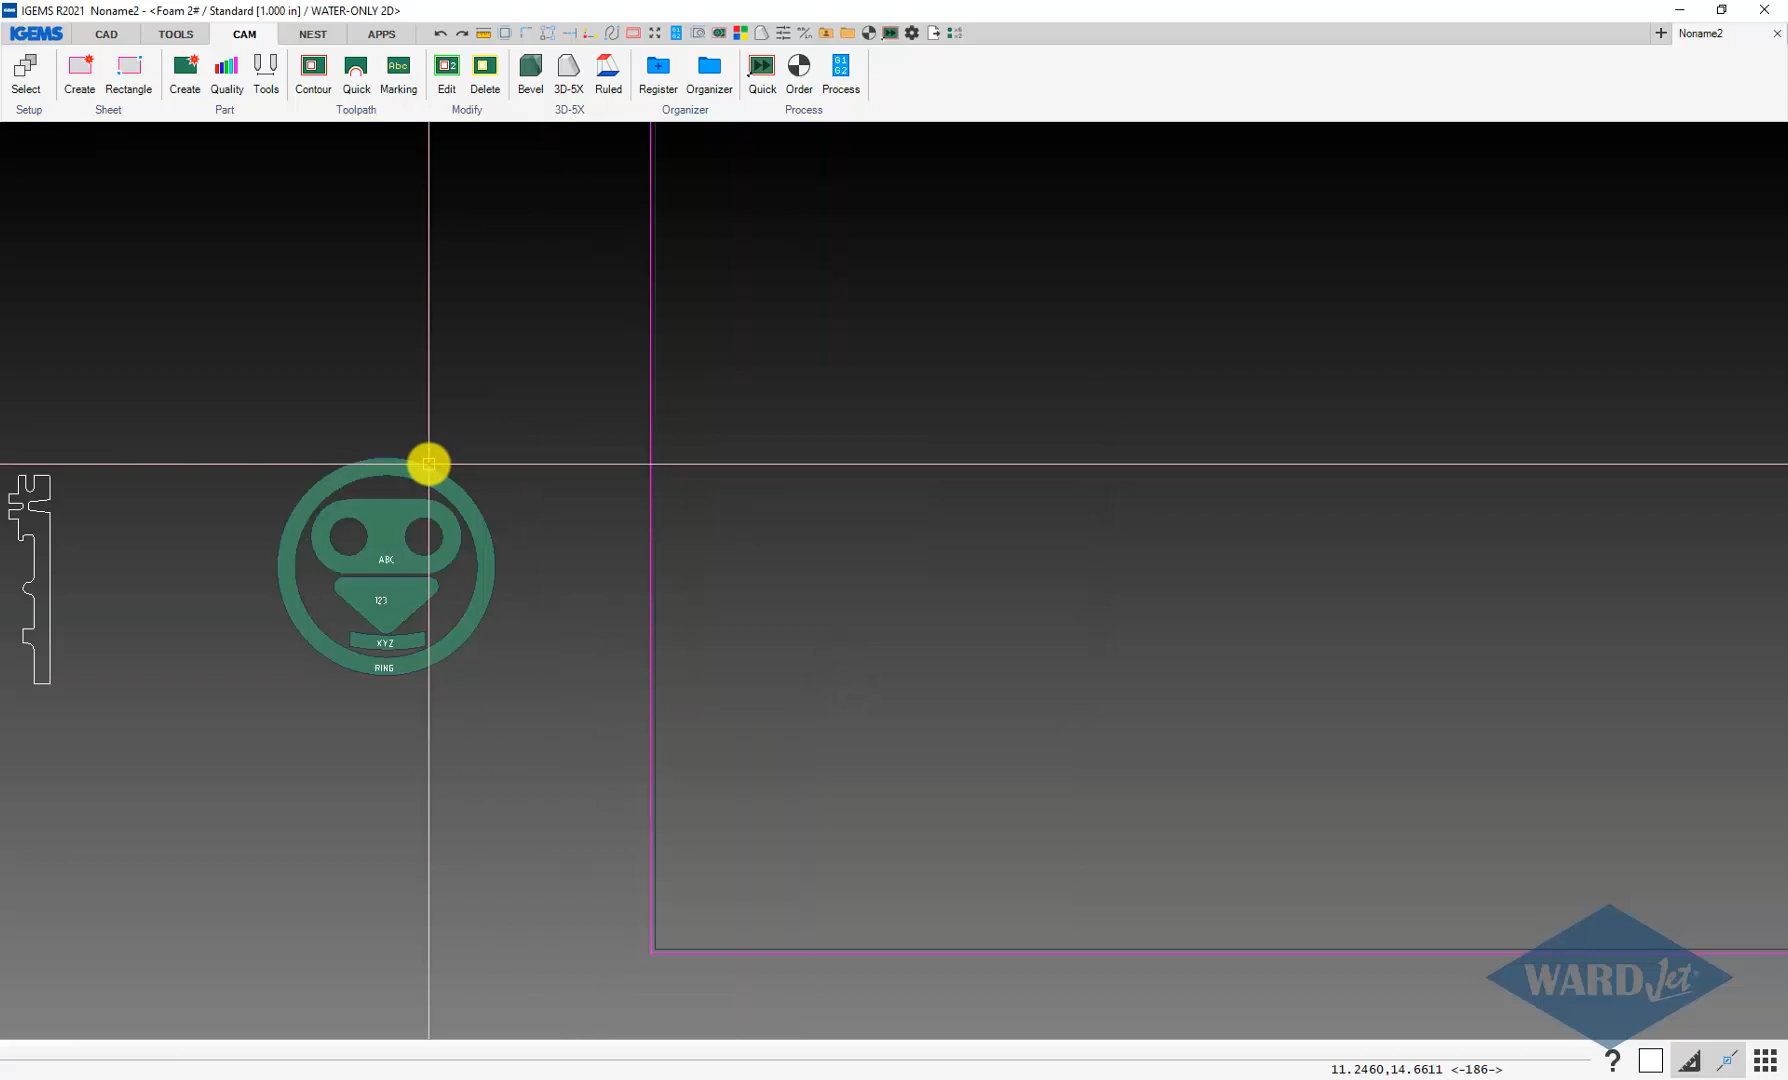 IGEMS R2021 Noname2 - <Foam 2# / Standard [1.000 in] / WATER-ONLY 2D>
IGEMS CAD TOOLS CAM NEST APPS Noname2
Select Create Rectangle Create Quality Tools Contour Quick Marking Edit Delete Bevel 3D-5X Ruled Register Organizer Quick Order Process
Setup Sheet Part Toolpath Modify 3D-5X Organizer Process
ABC
123
XYZ
RING
WARDJet
11.2460,14.6611 <-186->